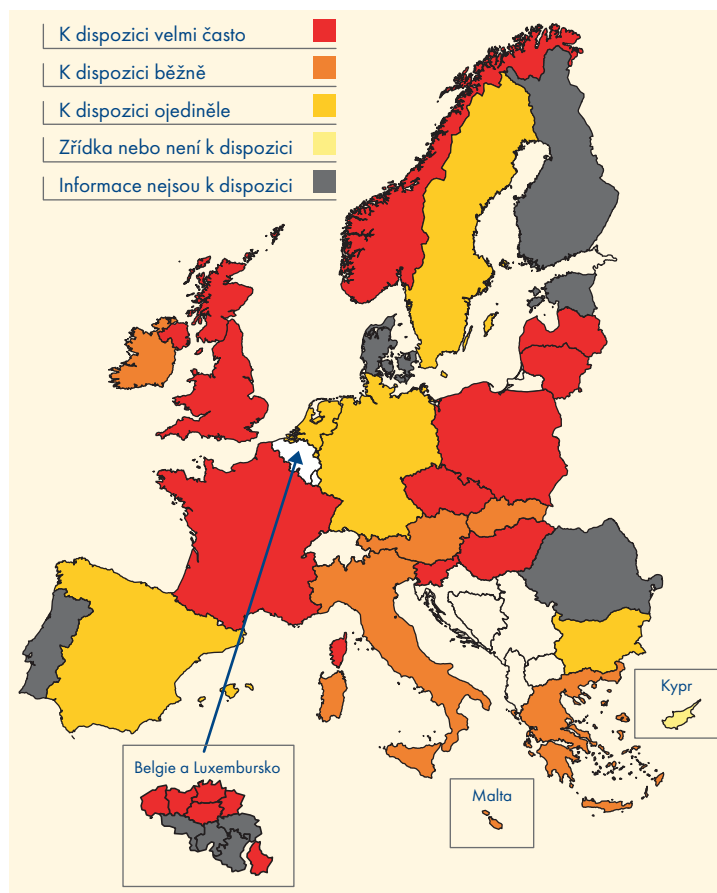 K dispozici velmi často
K dispozici běžně
K dispozici ojediněle
Zřídka nebo není k dispozici
Informace nejsou k dispozici
Kypr
Belgie a Luxembursko
Malta